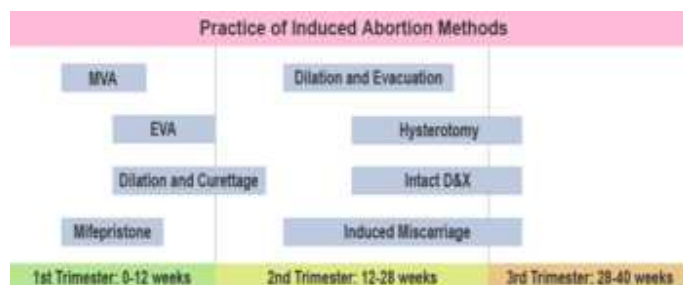 Practice of Induced Abortion Methods
MVA
Dilation and Evacuation
EVA
Hysterotomy
Dilation and Curettage
Intact D&X
Mifepristone
Induced Miscarriage
1st Trimester: 0-12 weeks
2nd Trimester: 12-28 weeks
3rd Trimester: 28-40 weeks